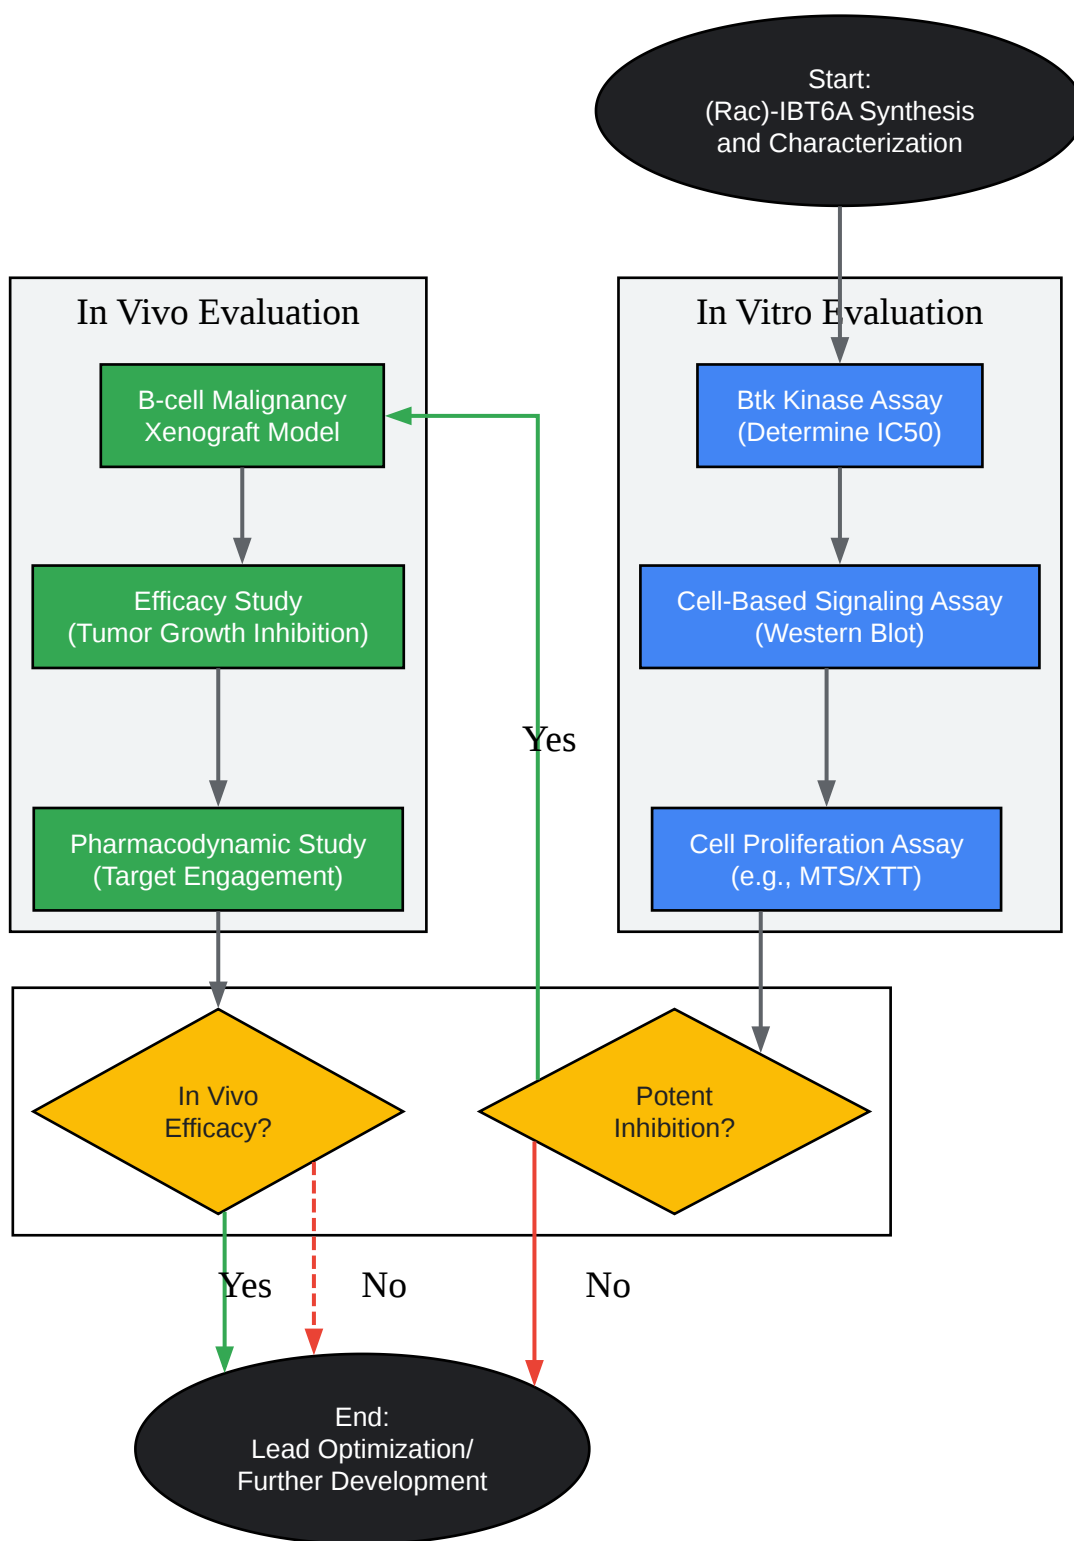 Start:
(Rac)-IBT6A Synthesis
and Characterization
In Vivo Evaluation
In Vitro Evaluation
B-cell Malignancy
Xenograft Model
Btk Kinase Assay
(Determine IC50)
Efficacy Study
(Tumor Growth Inhibition)
Cell-Based Signaling Assay
(Western Blot)
Yes
Pharmacodynamic Study
(Target Engagement)
Cell Proliferation Assay
(e.g., MTS/XTT)
In Vivo
Efficacy?
Potent
Inhibition?
Yes
No
No
End:
Lead Optimization/
Further Development